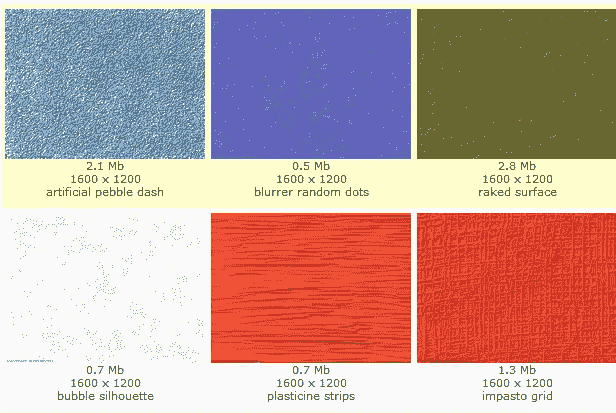 2.1 Mb
1600 x 1200
artificial pebble dash
0.5 Mb
1600 x 1200
blurrer random dots
2.8 Mb
1600 x 1200
raked surface
0.7 Mb
1600 x 1200
bubble silhouette
0.7 Mb
1600 x 1200
plasticine strips
1.3 Mb
1600 x 1200
impasto grid